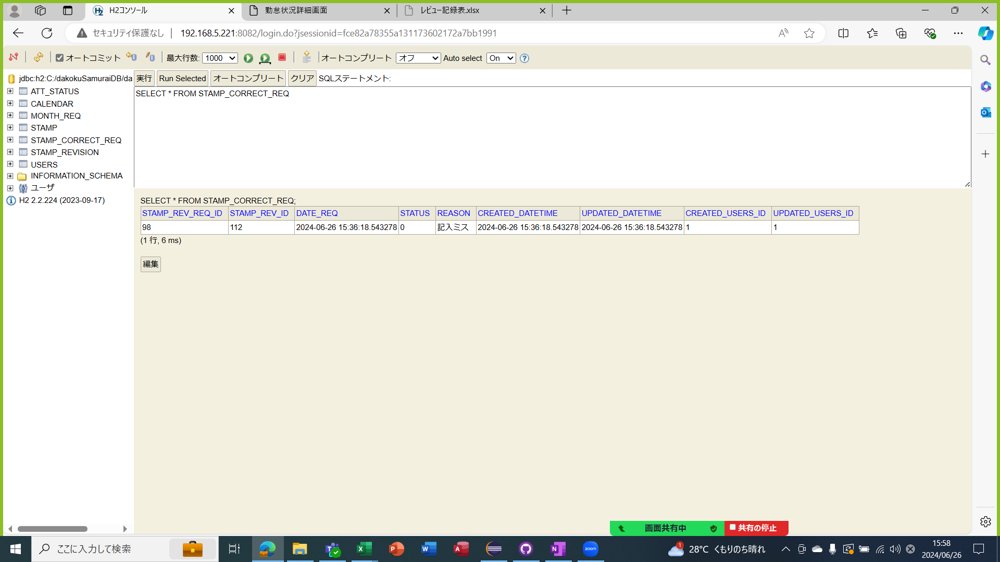 H2コンソール
勤怠状況詳細画面
レビュー記録表.xlsx
セキュリティ保護なし
192.168.5.221:8082/login.do?jsessionid=fce82a78355a131173602172a7bb1991
オートコミット 最大行数: 1000 オートコンプリート オフ Auto select On
jdbc:h2:C:/dakokuSamuraiDB/da
ATT_STATUS
CALENDAR
MONTH_REQ
STAMP
STAMP_CORRECT_REQ
STAMP_REVISION
USERS
INFORMATION_SCHEMA
ユーザ
H2 2.2.224 (2023-09-17)
実行 Run Selected オートコンプリート クリア SQLステートメント:
SELECT * FROM STAMP_CORRECT_REQ
SELECT * FROM STAMP_CORRECT_REQ;
STAMP_REV_REQ_ID STAMP_REV_ID DATE_REQ STATUS REASON CREATED_DATETIME UPDATED_DATETIME CREATED_USERS_ID UPDATED_USERS_ID
98 112 2024-06-26 15:36:18.543278 0 記入ミス 2024-06-26 15:36:18.543278 2024-06-26 15:36:18.543278 1 1
(1 行, 6 ms)
編集
画面共有中 共有の停止
ここに入力して検索
zoom
1
28°C くもりのち晴れ
15:58
2024/06/26